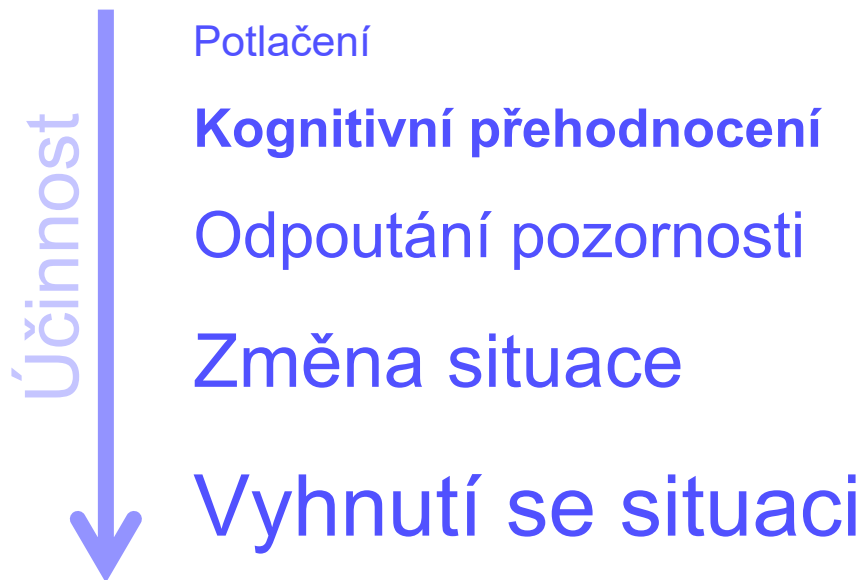 Účinnost
Potlačení
Kognitivní přehodnocení
Odpoutání pozornosti
Změna situace
Vyhnutí se situaci